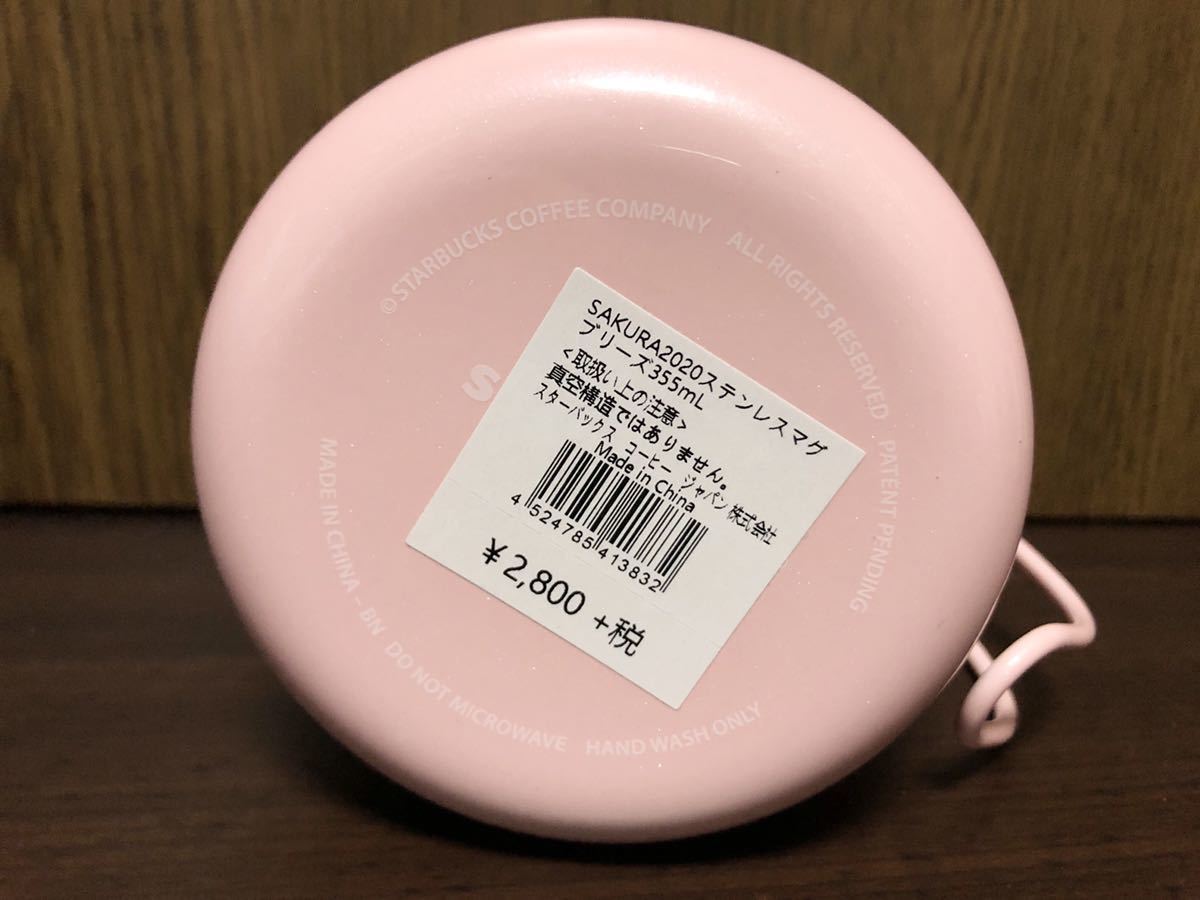 ©STARBUCKS COFFEE COMPANY ALL RIGHTS RESERVED PATENT PENDING
SAKURA2020ステンレスマグ
ブリーズ355mL
<取扱い上の注意>
真空構造ではありません。
スターバックス コーヒー ジャパン 株式会社
Made in China
4 524785 413832
¥2,800 +税
MADE IN CHINA – BN DO NOT MICROWAVE HAND WASH ONLY